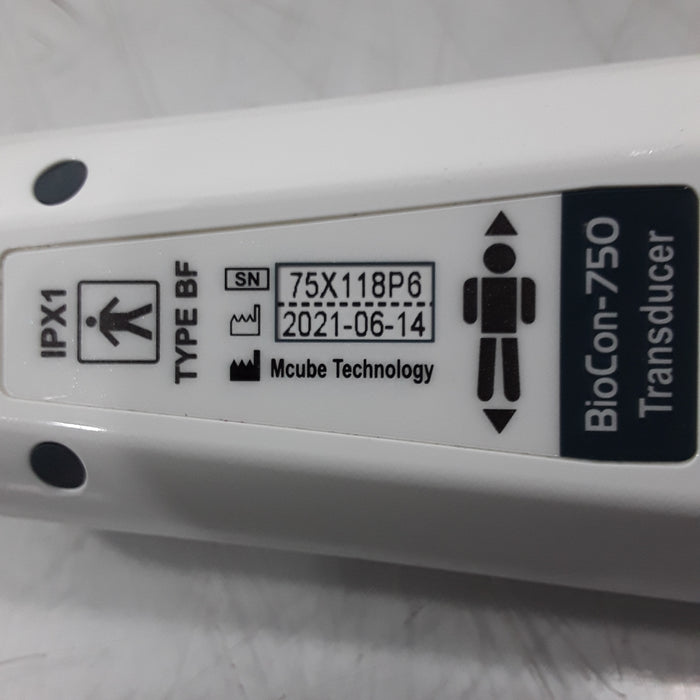 IPX1
TYPE BF
SN 75X118P6
2021-06-14
Mcube Technology
BioCon-750
Transducer